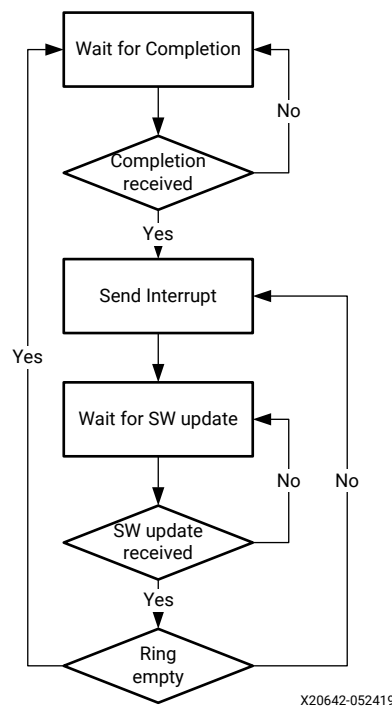 Wait for Completion
No
Completion
received
Yes
Send Interrupt
Yes
Wait for SW update
No
No
SW update
received
Yes
Ring
empty
X20642-052419